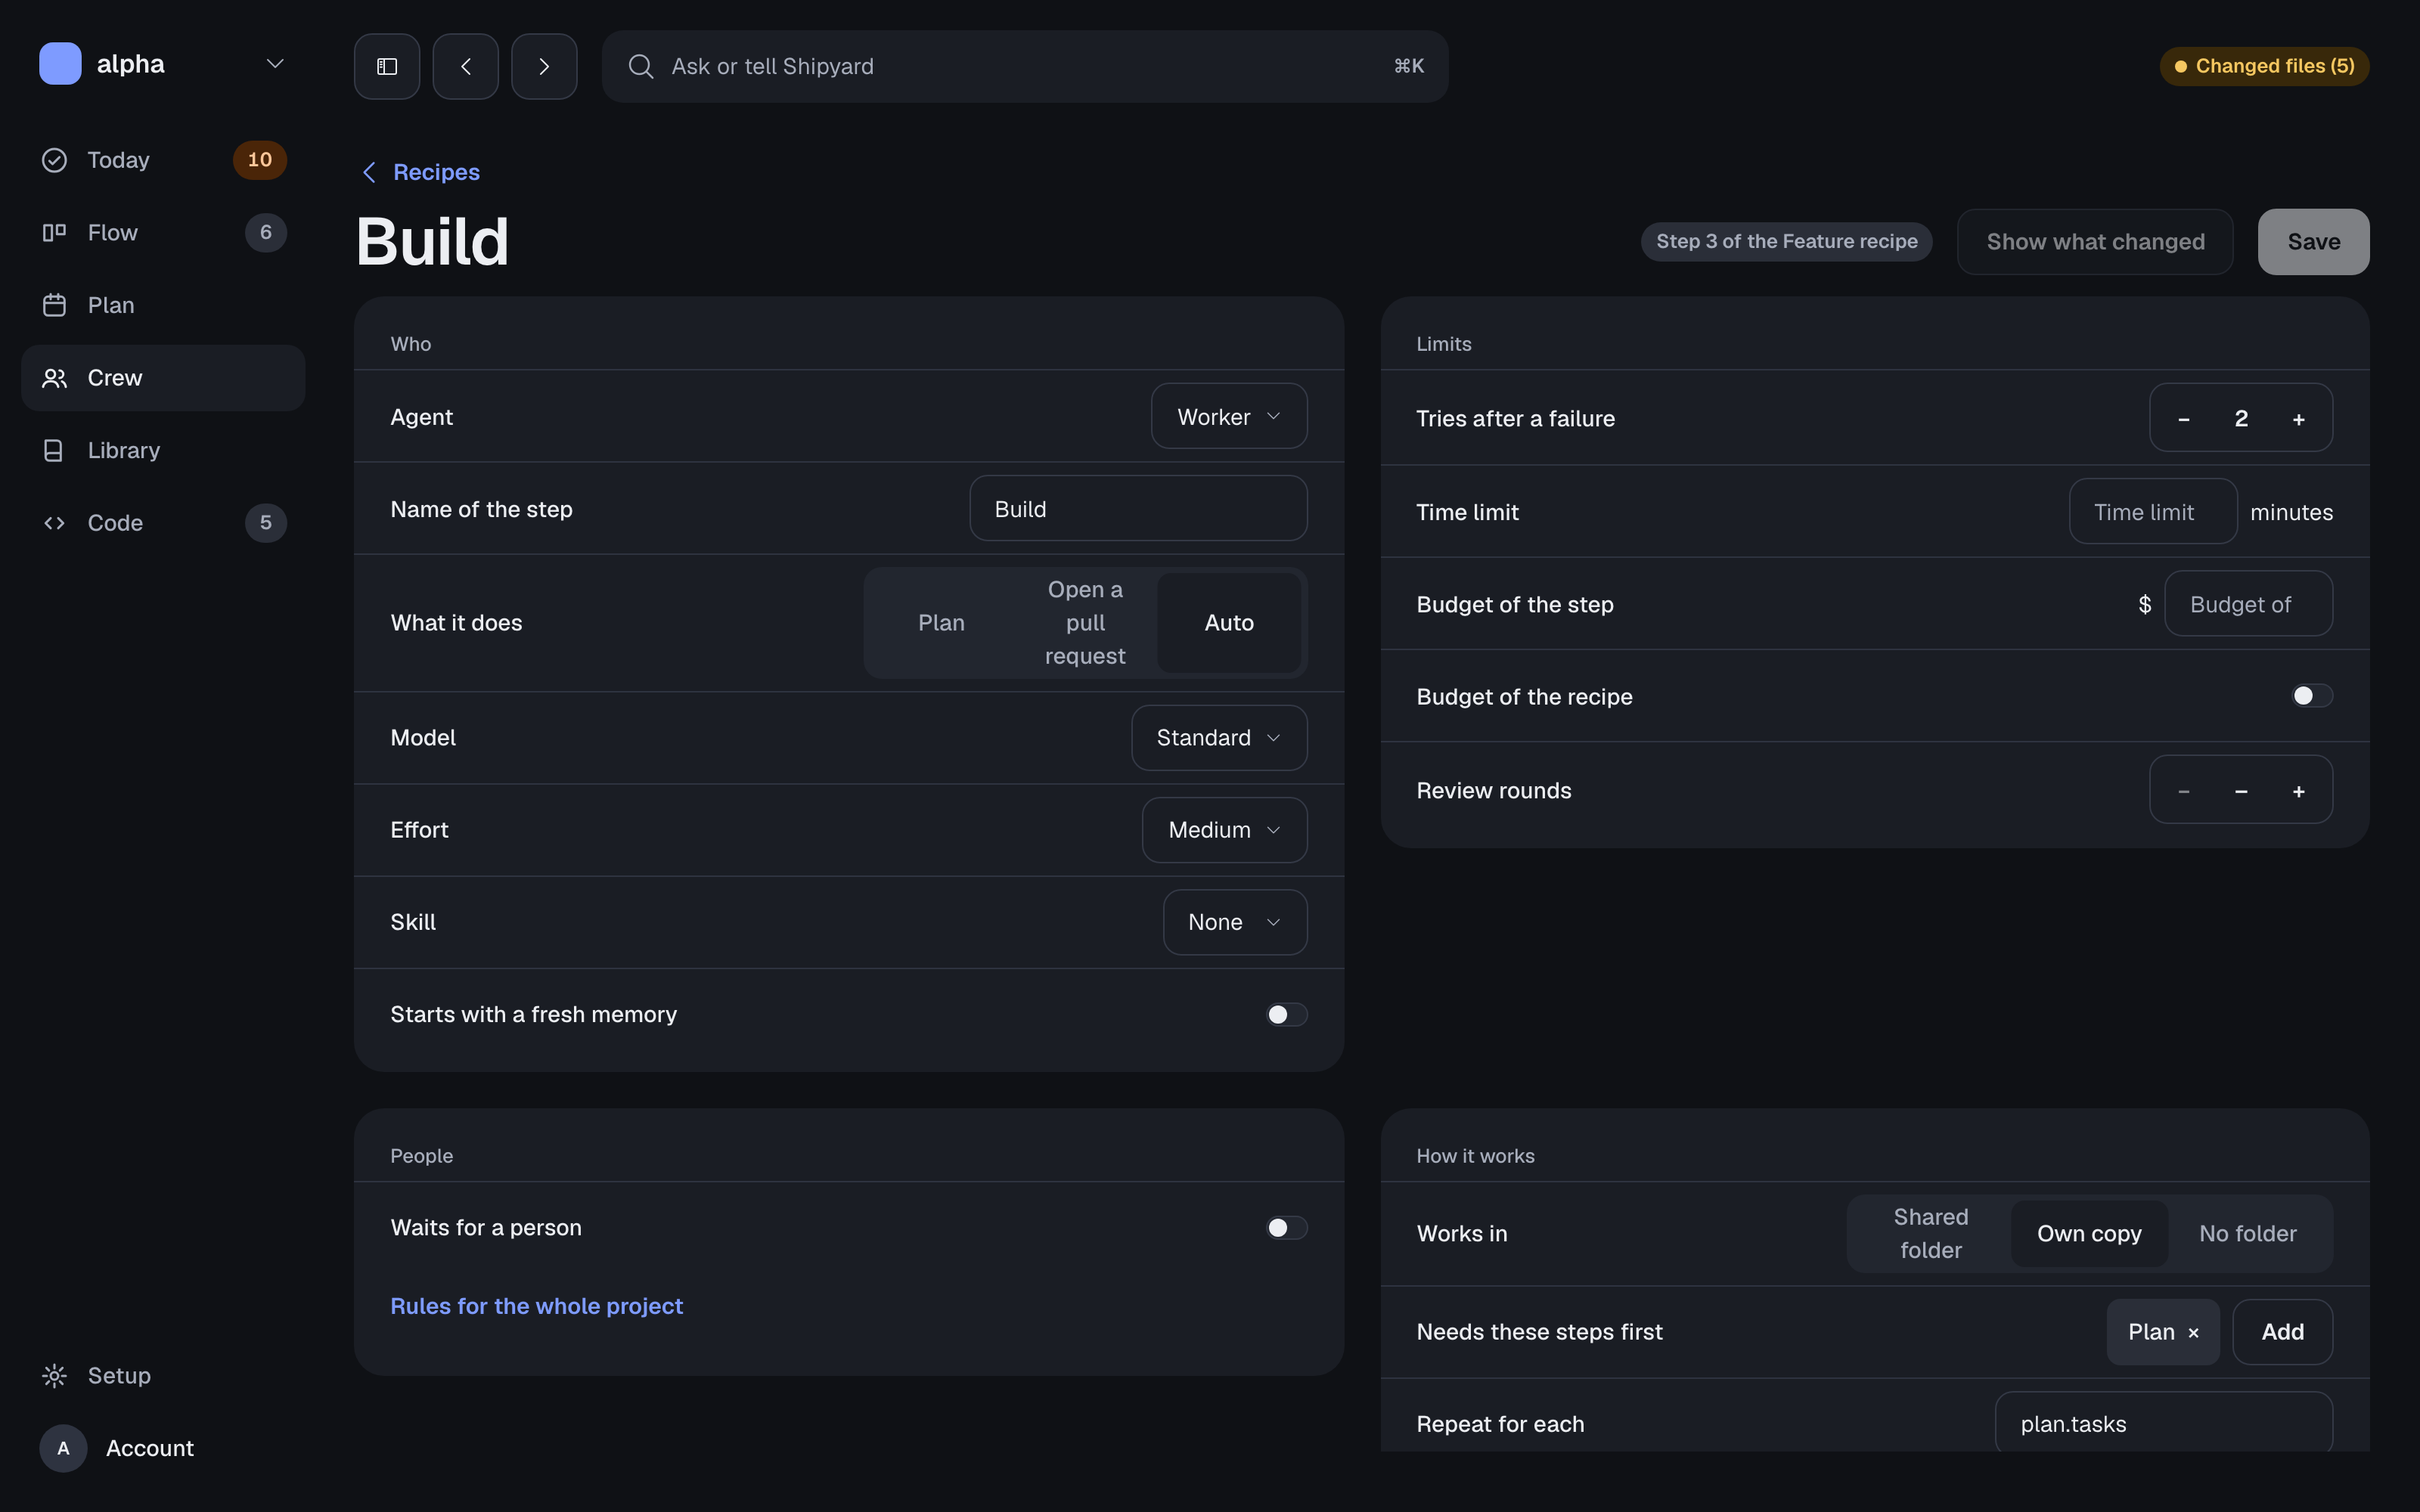 alpha
Ask or tell Shipyard
⌘K
Changed files (5)
Today
10
Flow
6
Plan
Crew
Library
Code
5
Setup
A
Account
Recipes
Build
Step 3 of the Feature recipe
Show what changed
Save
Who
Agent
Worker
Name of the step
Build
What it does
Plan
Open a
pull
request
Auto
Model
Standard
Effort
Medium
Skill
None
Starts with a fresh memory
Limits
Tries after a failure
− 2 +
Time limit
Time limit
minutes
Budget of the step
$
Budget of
Budget of the recipe
Review rounds
− – +
People
Waits for a person
Rules for the whole project
How it works
Works in
Shared
folder
Own copy
No folder
Needs these steps first
Plan ×
Add
Repeat for each
plan.tasks